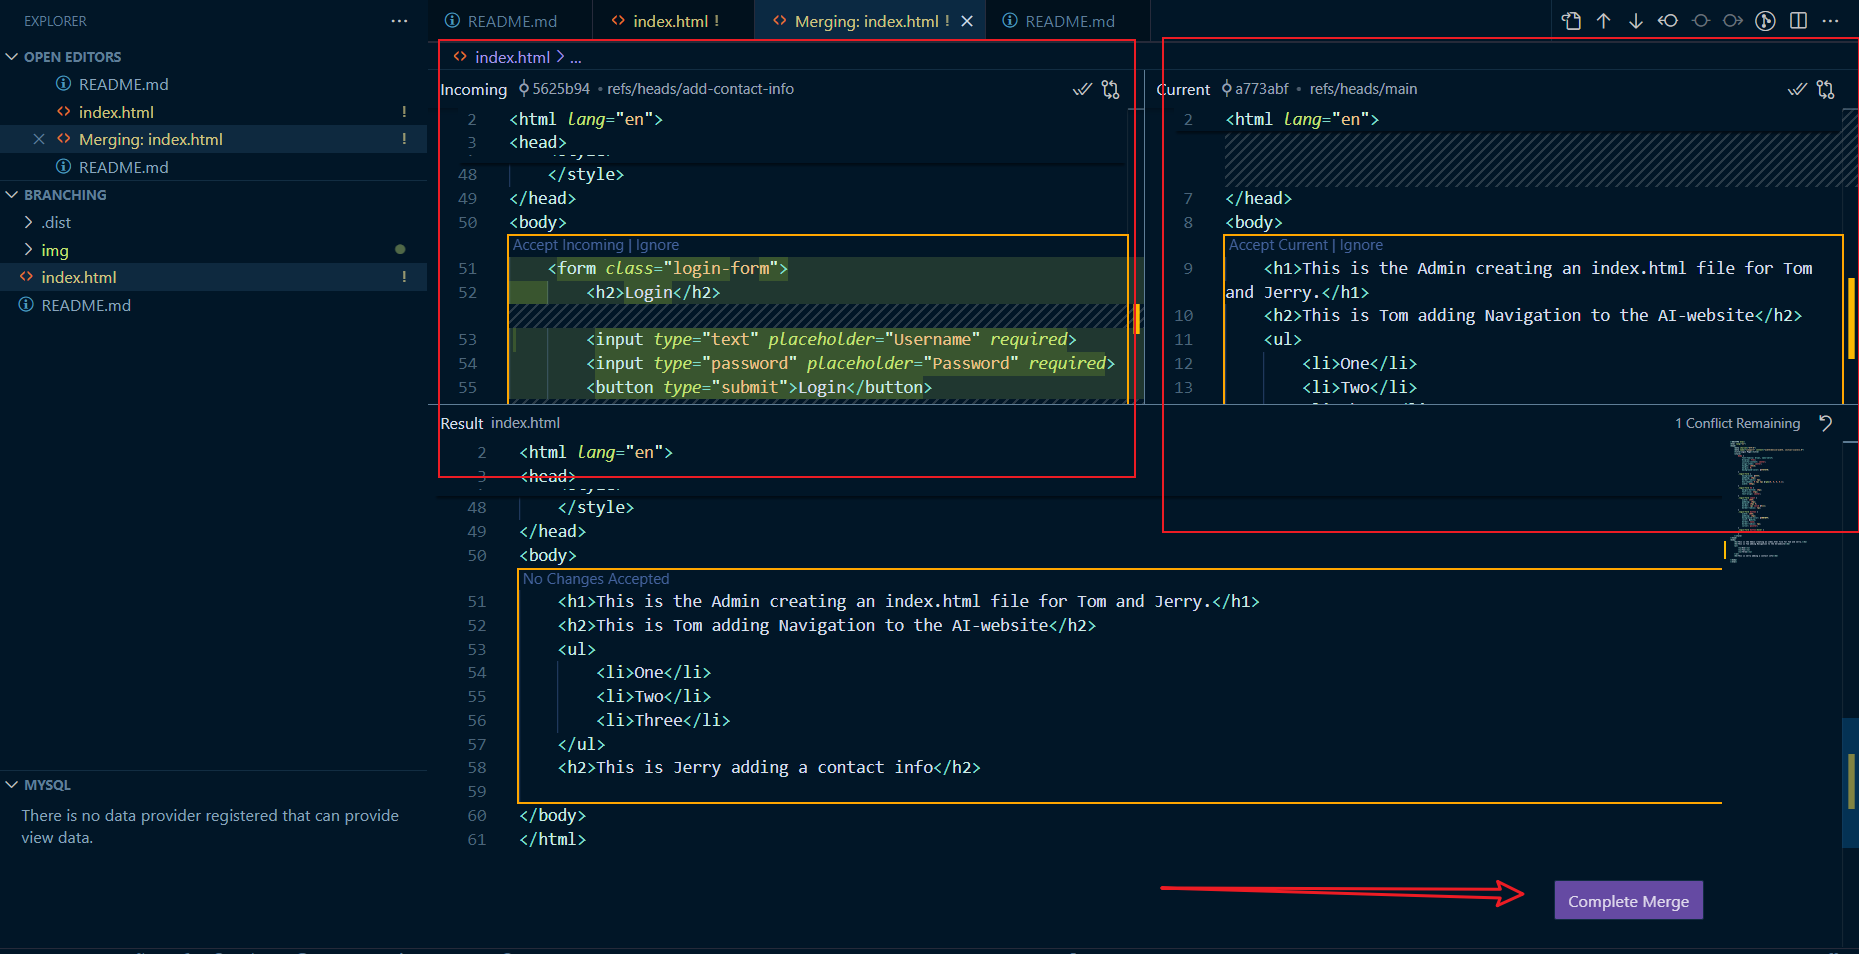 EXPLORER
OPEN EDITORS
README.md
index.html !
Merging: index.html !
README.md
BRANCHING
.dist
img
index.html !
README.md
MYSQL
There is no data provider registered that can provide
view data.
README.md
index.html !
Merging: index.html !
README.md
index.html > ...
Incoming 5625b94 • refs/heads/add-contact-info
2 <html lang="en">
3 <head>
48 </style>
49 </head>
50 <body>
Accept Incoming | Ignore
51 <form class="login-form">
52 <h2>Login</h2>
53 <input type="text" placeholder="Username" required>
54 <input type="password" placeholder="Password" required>
55 <button type="submit">Login</button>
Current a773abf • refs/heads/main
2 <html lang="en">
7 </head>
8 <body>
Accept Current | Ignore
9 <h1>This is the Admin creating an index.html file for Tom
and Jerry.</h1>
10 <h2>This is Tom adding Navigation to the AI-website</h2>
11 <ul>
12 <li>One</li>
13 <li>Two</li>
Result index.html
1 Conflict Remaining
2 <html lang="en">
3 <head>
48 </style>
49 </head>
50 <body>
No Changes Accepted
51 <h1>This is the Admin creating an index.html file for Tom and Jerry.</h1>
52 <h2>This is Tom adding Navigation to the AI-website</h2>
53 <ul>
54 <li>One</li>
55 <li>Two</li>
56 <li>Three</li>
57 </ul>
58 <h2>This is Jerry adding a contact info</h2>
59
60 </body>
61 </html>
Complete Merge